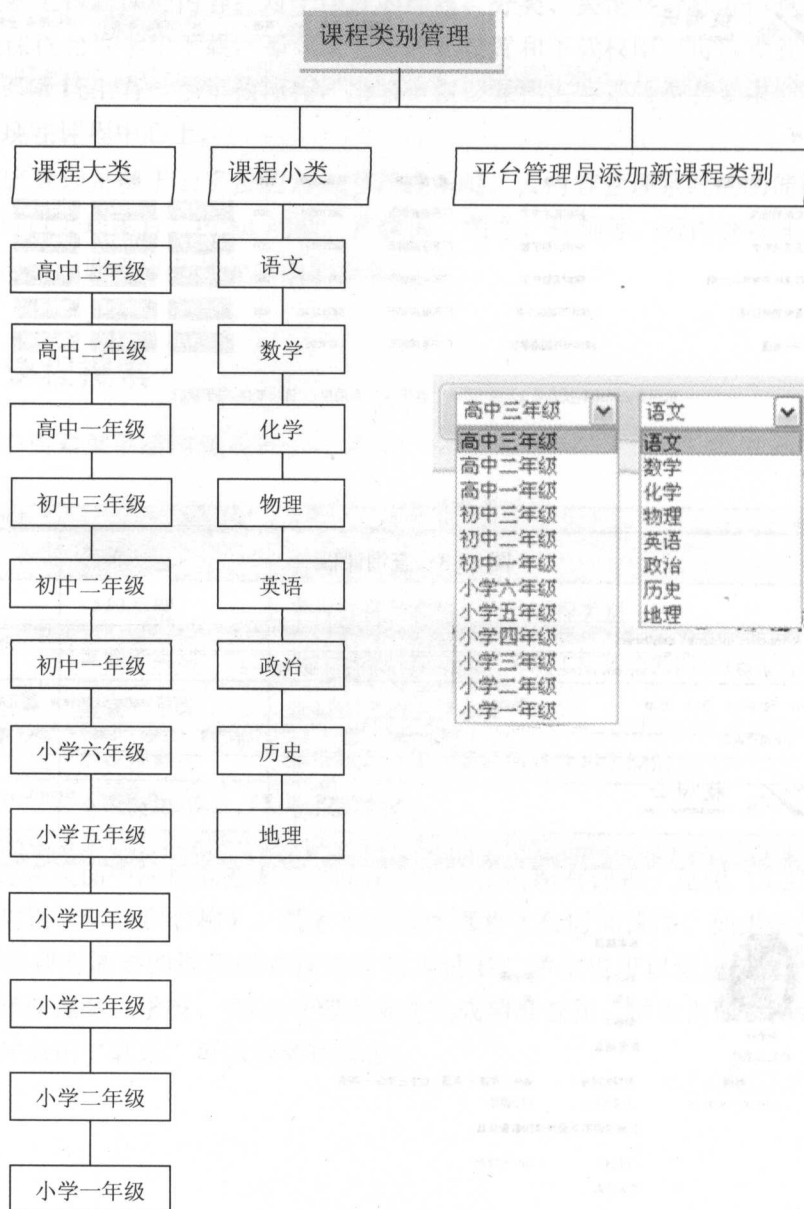 课程类别管理
课程大类
课程小类
平台管理员添加新课程类别
高中三年级
高中二年级
高中一年级
初中三年级
初中二年级
初中一年级
小学六年级
小学五年级
小学四年级
小学三年级
小学二年级
小学一年级
语文
数学
化学
物理
英语
政治
历史
地理
高中三年级
高中三年级
高中二年级
高中一年级
初中三年级
初中二年级
初中一年级
小学六年级
小学五年级
小学四年级
小学三年级
小学二年级
小学一年级
语文
语文
数学
化学
物理
英语
政治
历史
地理